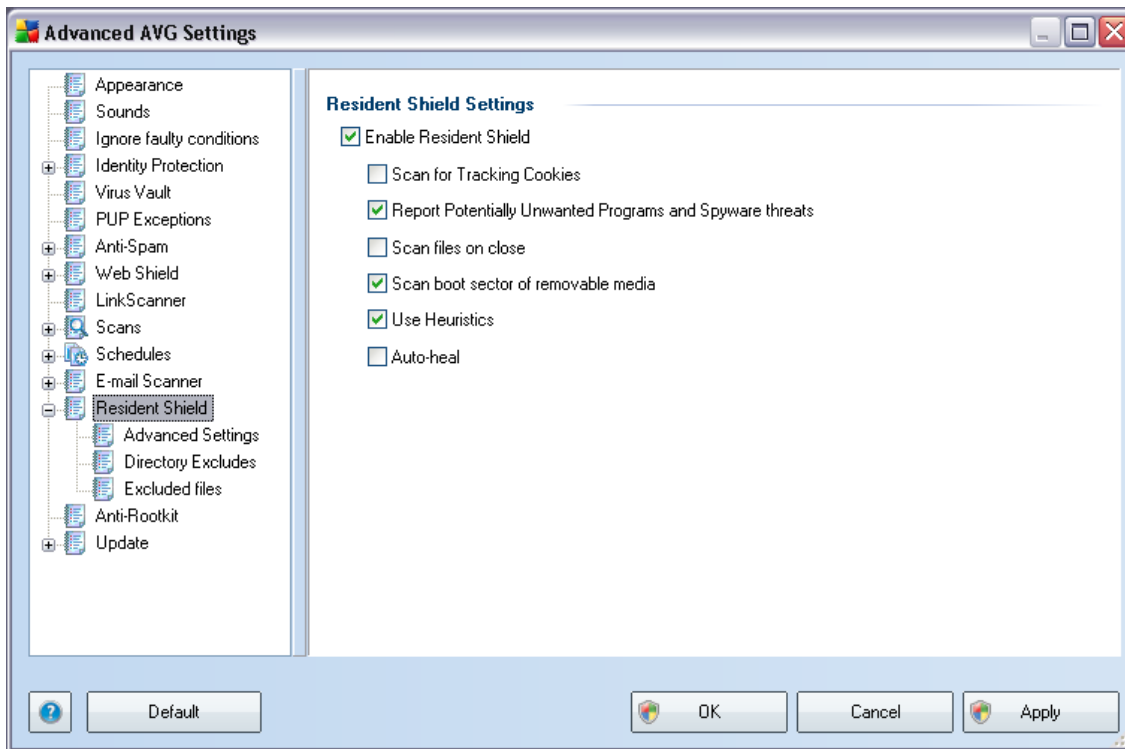 Advanced AVG Settings
Appearance
Sounds
Ignore faulty conditions
Identity Protection
Virus Vault
PUP Exceptions
Anti-Spam
Web Shield
LinkScanner
Scans
Schedules
E-mail Scanner
Resident Shield
Advanced Settings
Directory Excludes
Excluded files
Anti-Rootkit
Update
Resident Shield Settings
Enable Resident Shield
Scan for Tracking Cookies
Report Potentially Unwanted Programs and Spyware threats
Scan files on close
Scan boot sector of removable media
Use Heuristics
Auto-heal
? Default OK Cancel Apply